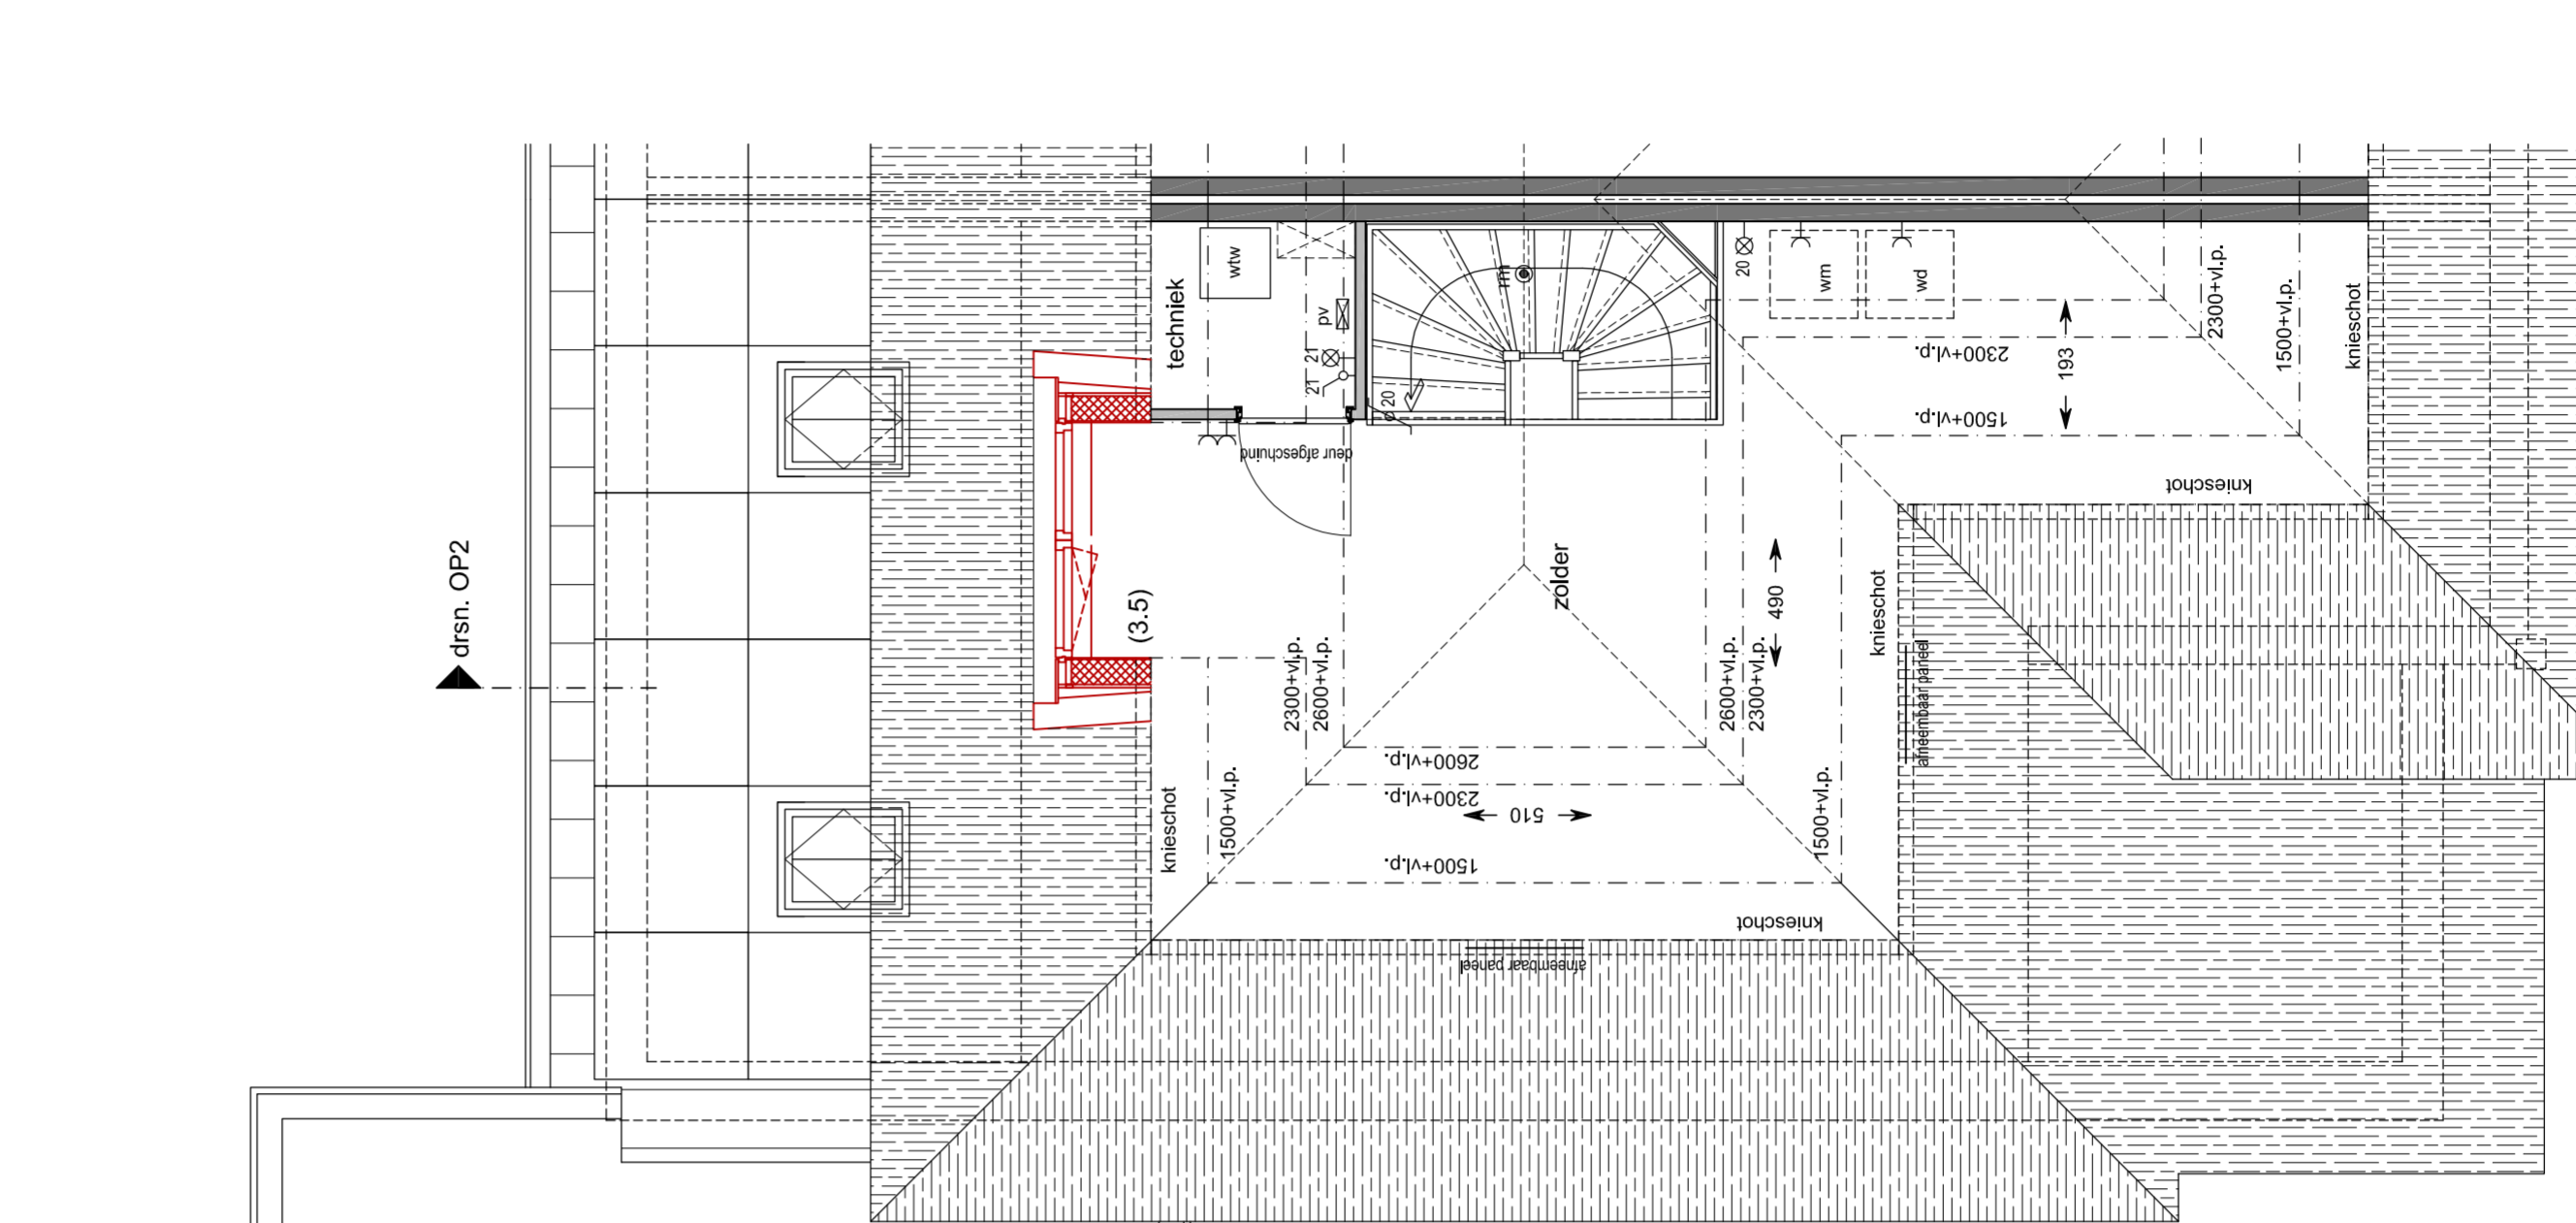 drsn. OP2
techniek
wtw
pv
21
21
deur afgeschuind
rm
20
20
wm
wd
2300+vl.p.
1500+vl.p.
knieschot
2300+vl.p.
193
1500+vl.p.
knieschot
(3.5)
zolder
490
knieschot
afneembaar paneel
2300+vl.p.
2600+vl.p.
2600+vl.p.
2300+vl.p.
2600+vl.p.
2300+vl.p.
510
knieschot
1500+vl.p.
1500+vl.p.
1500+vl.p.
knieschot
afneembaar paneel